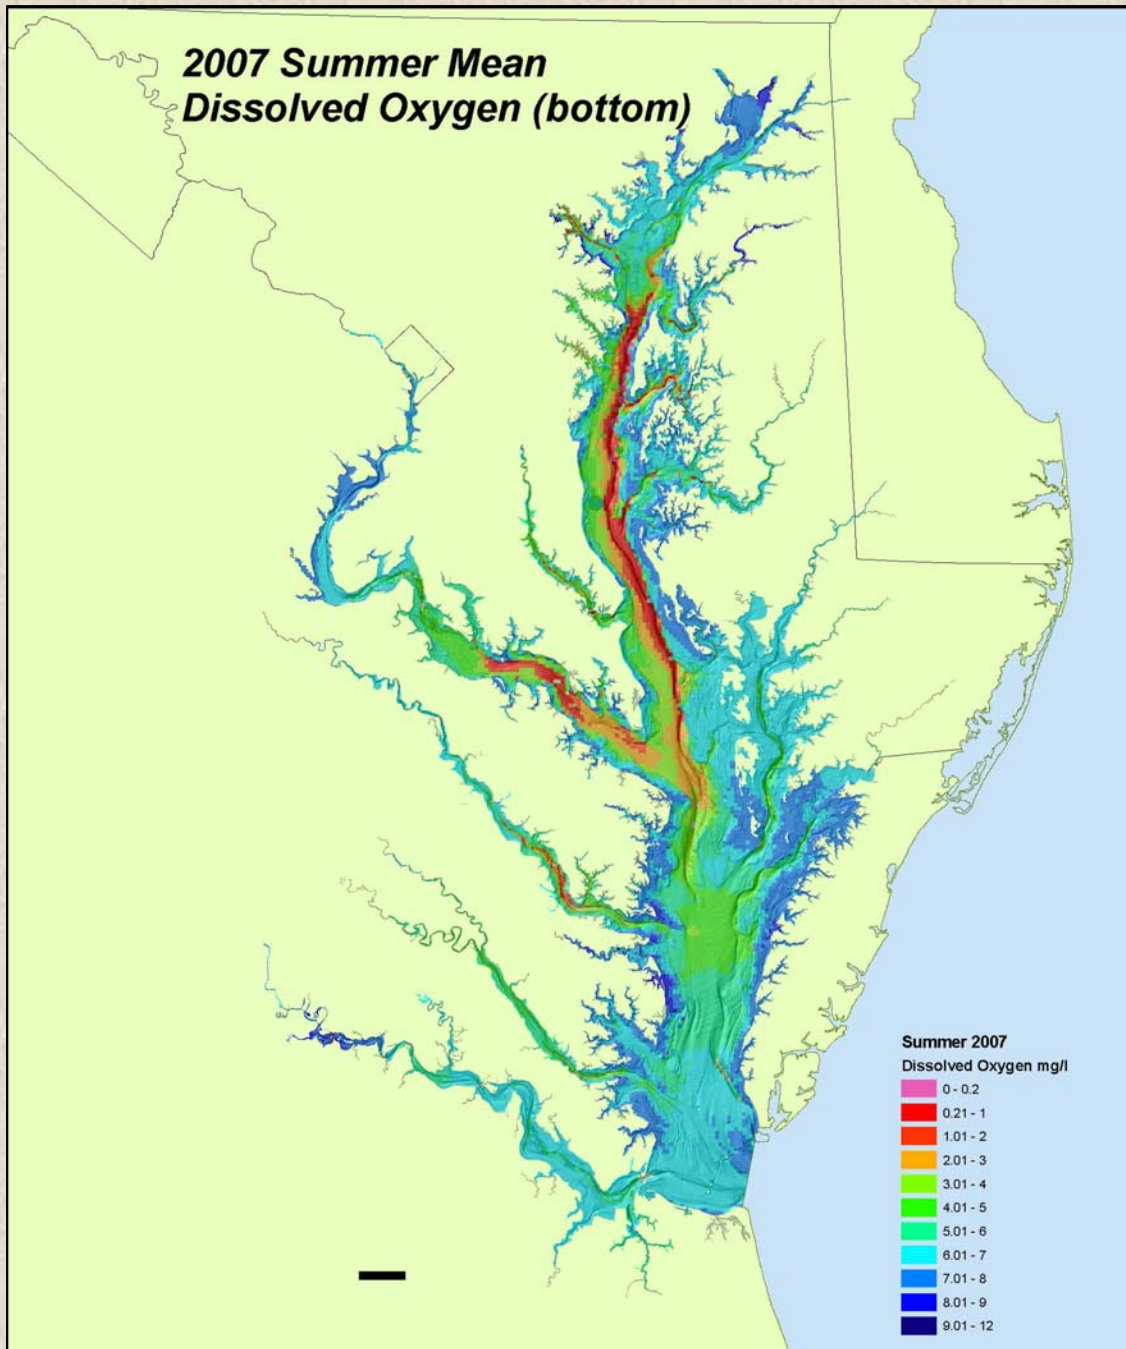 2007 Summer Mean
Dissolved Oxygen (bottom)
Summer 2007
Dissolved Oxygen mg/l
0 - 0.2
0.21 - 1
1.01 - 2
2.01 - 3
3.01 - 4
4.01 - 5
5.01 - 6
6.01 - 7
7.01 - 8
8.01 - 9
9.01 - 12